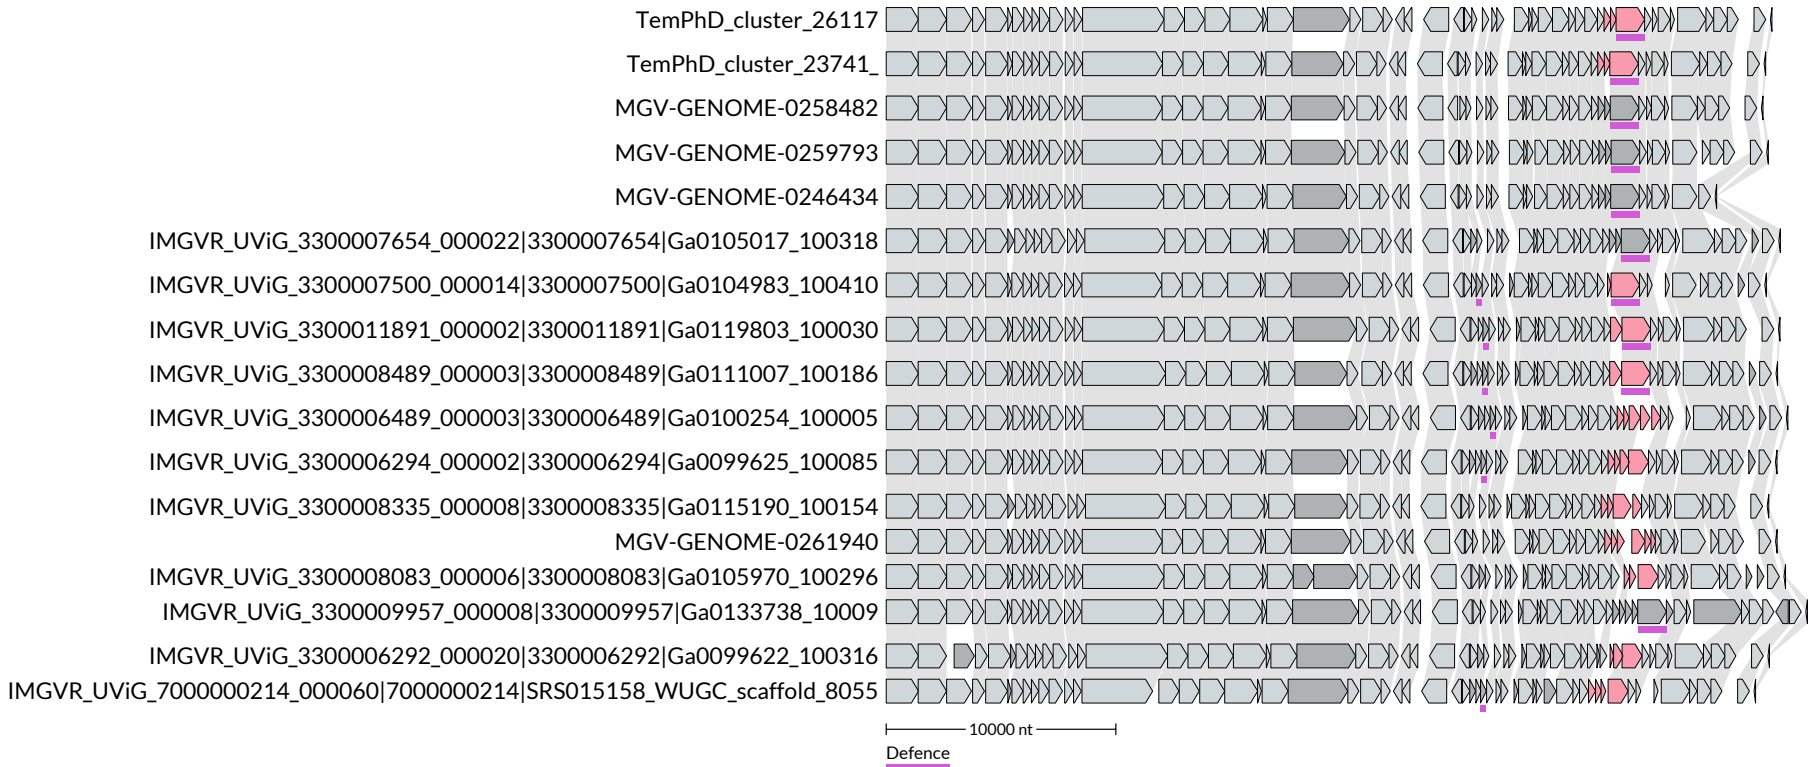 TemPhD_cluster_26117
TemPhD_cluster_23741_
MGV-GENOME-0258482
MGV-GENOME-0259793
MGV-GENOME-0246434
IMGVR_UViG_3300007654_000022|3300007654|Ga0105017_100318
IMGVR_UViG_3300007500_000014|3300007500|Ga0104983_100410
IMGVR_UViG_3300011891_000002|3300011891|Ga0119803_100030
IMGVR_UViG_3300008489_000003|3300008489|Ga0111007_100186
IMGVR_UViG_3300006489_000003|3300006489|Ga0100254_100005
IMGVR_UViG_3300006294_000002|3300006294|Ga0099625_100085
IMGVR_UViG_3300008335_000008|3300008335|Ga0115190_100154
MGV-GENOME-0261940
IMGVR_UViG_3300008083_000006|3300008083|Ga0105970_100296
IMGVR_UViG_3300009957_000008|3300009957|Ga0133738_10009
IMGVR_UViG_3300006292_000020|3300006292|Ga0099622_100316
IMGVR_UViG_7000000214_000060|7000000214|SRS015158_WUGC_scaffold_8055
10000 nt
Defence